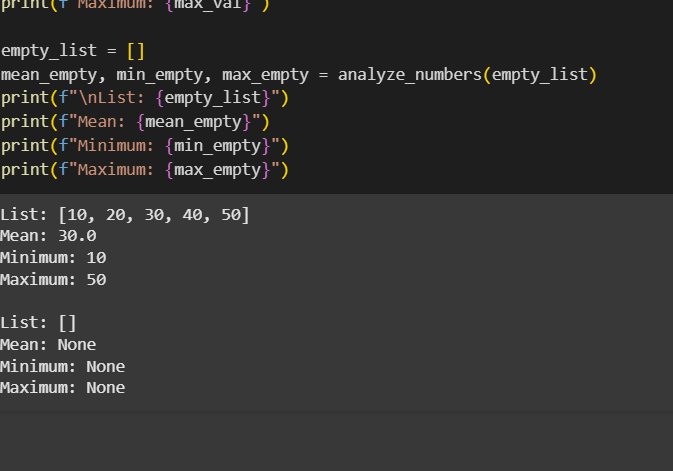 print(f"Maximum: {max_val}")
empty_list = []
mean_empty, min_empty, max_empty = analyze_numbers(empty_list)
print(f"\nList: {empty_list}")
print(f"Mean: {mean_empty}")
print(f"Minimum: {min_empty}")
print(f"Maximum: {max_empty}")
List: [10, 20, 30, 40, 50]
Mean: 30.0
Minimum: 10
Maximum: 50
List: []
Mean: None
Minimum: None
Maximum: None